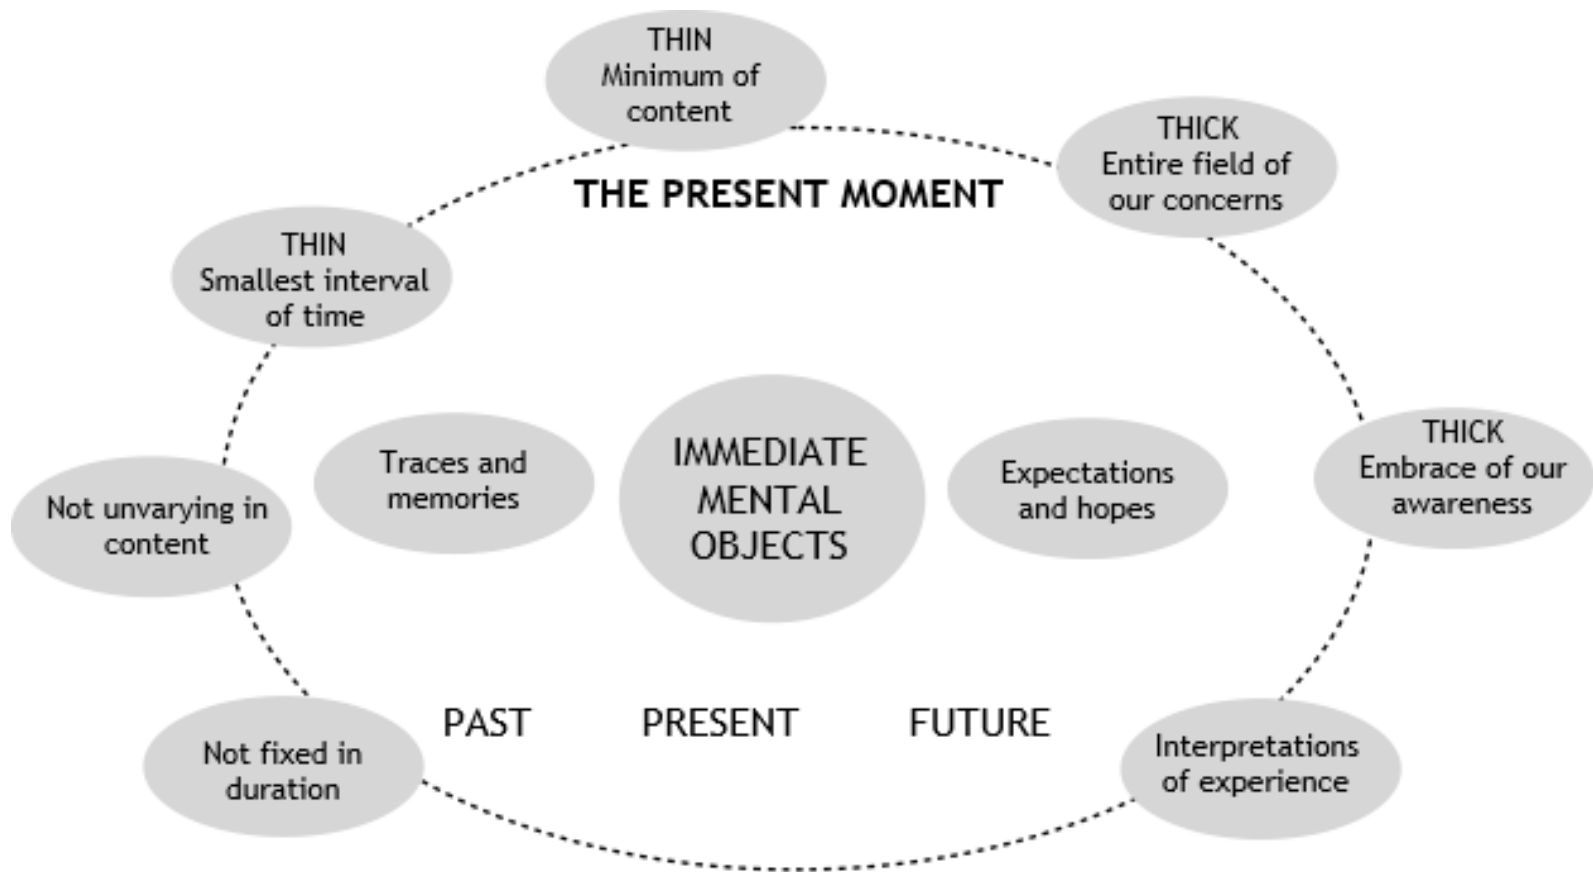 THIN
Minimum of
content
THICK
Entire field of
our concerns
THE PRESENT MOMENT
THIN
Smallest interval
of time
THICK
Embrace of our
awareness
Traces and
memories
IMMEDIATE
MENTAL
OBJECTS
Expectations
and hopes
Not unvarying in
content
PAST PRESENT FUTURE
Not fixed in
duration
Interpretations
of experience